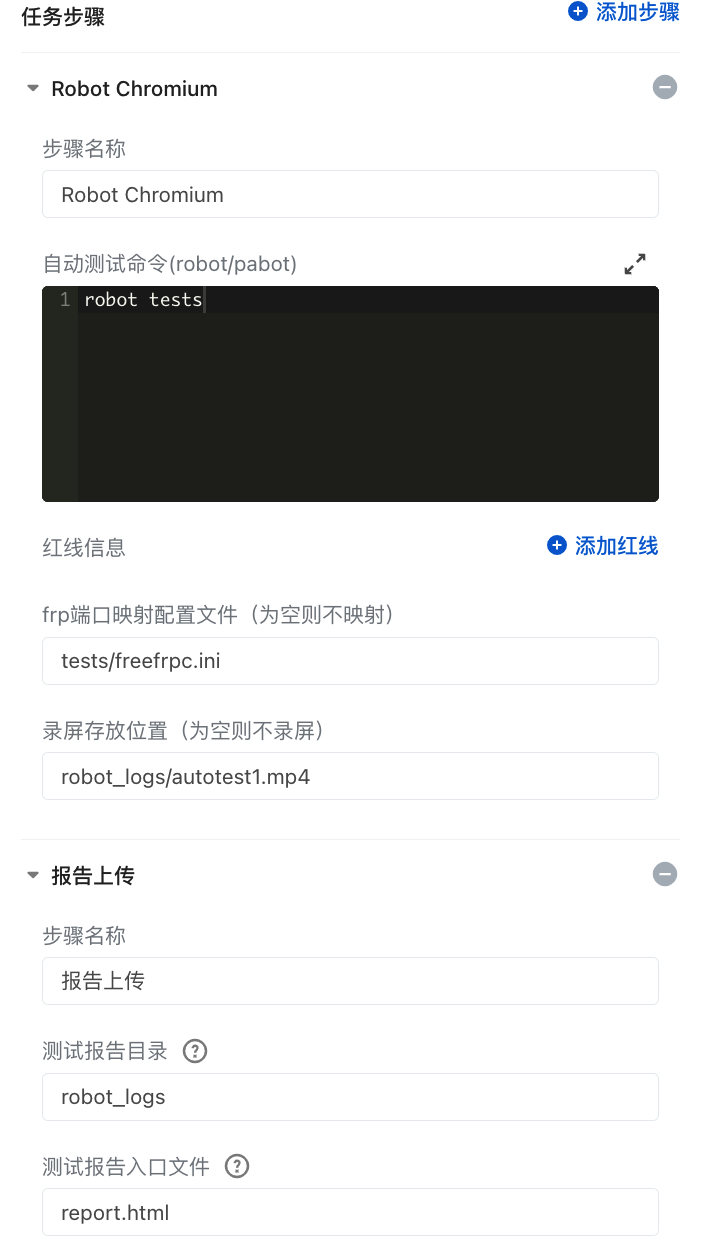 任务步骤
添加步骤
Robot Chromium
步骤名称
Robot Chromium
自动测试命令(robot/pabot)
1 robot tests
红线信息
添加红线
frp端口映射配置文件（为空则不映射）
tests/freefrpc.ini
录屏存放位置（为空则不录屏）
robot_logs/autotest1.mp4
报告上传
步骤名称
报告上传
测试报告目录 ?
robot_logs
测试报告入口文件 ?
report.html